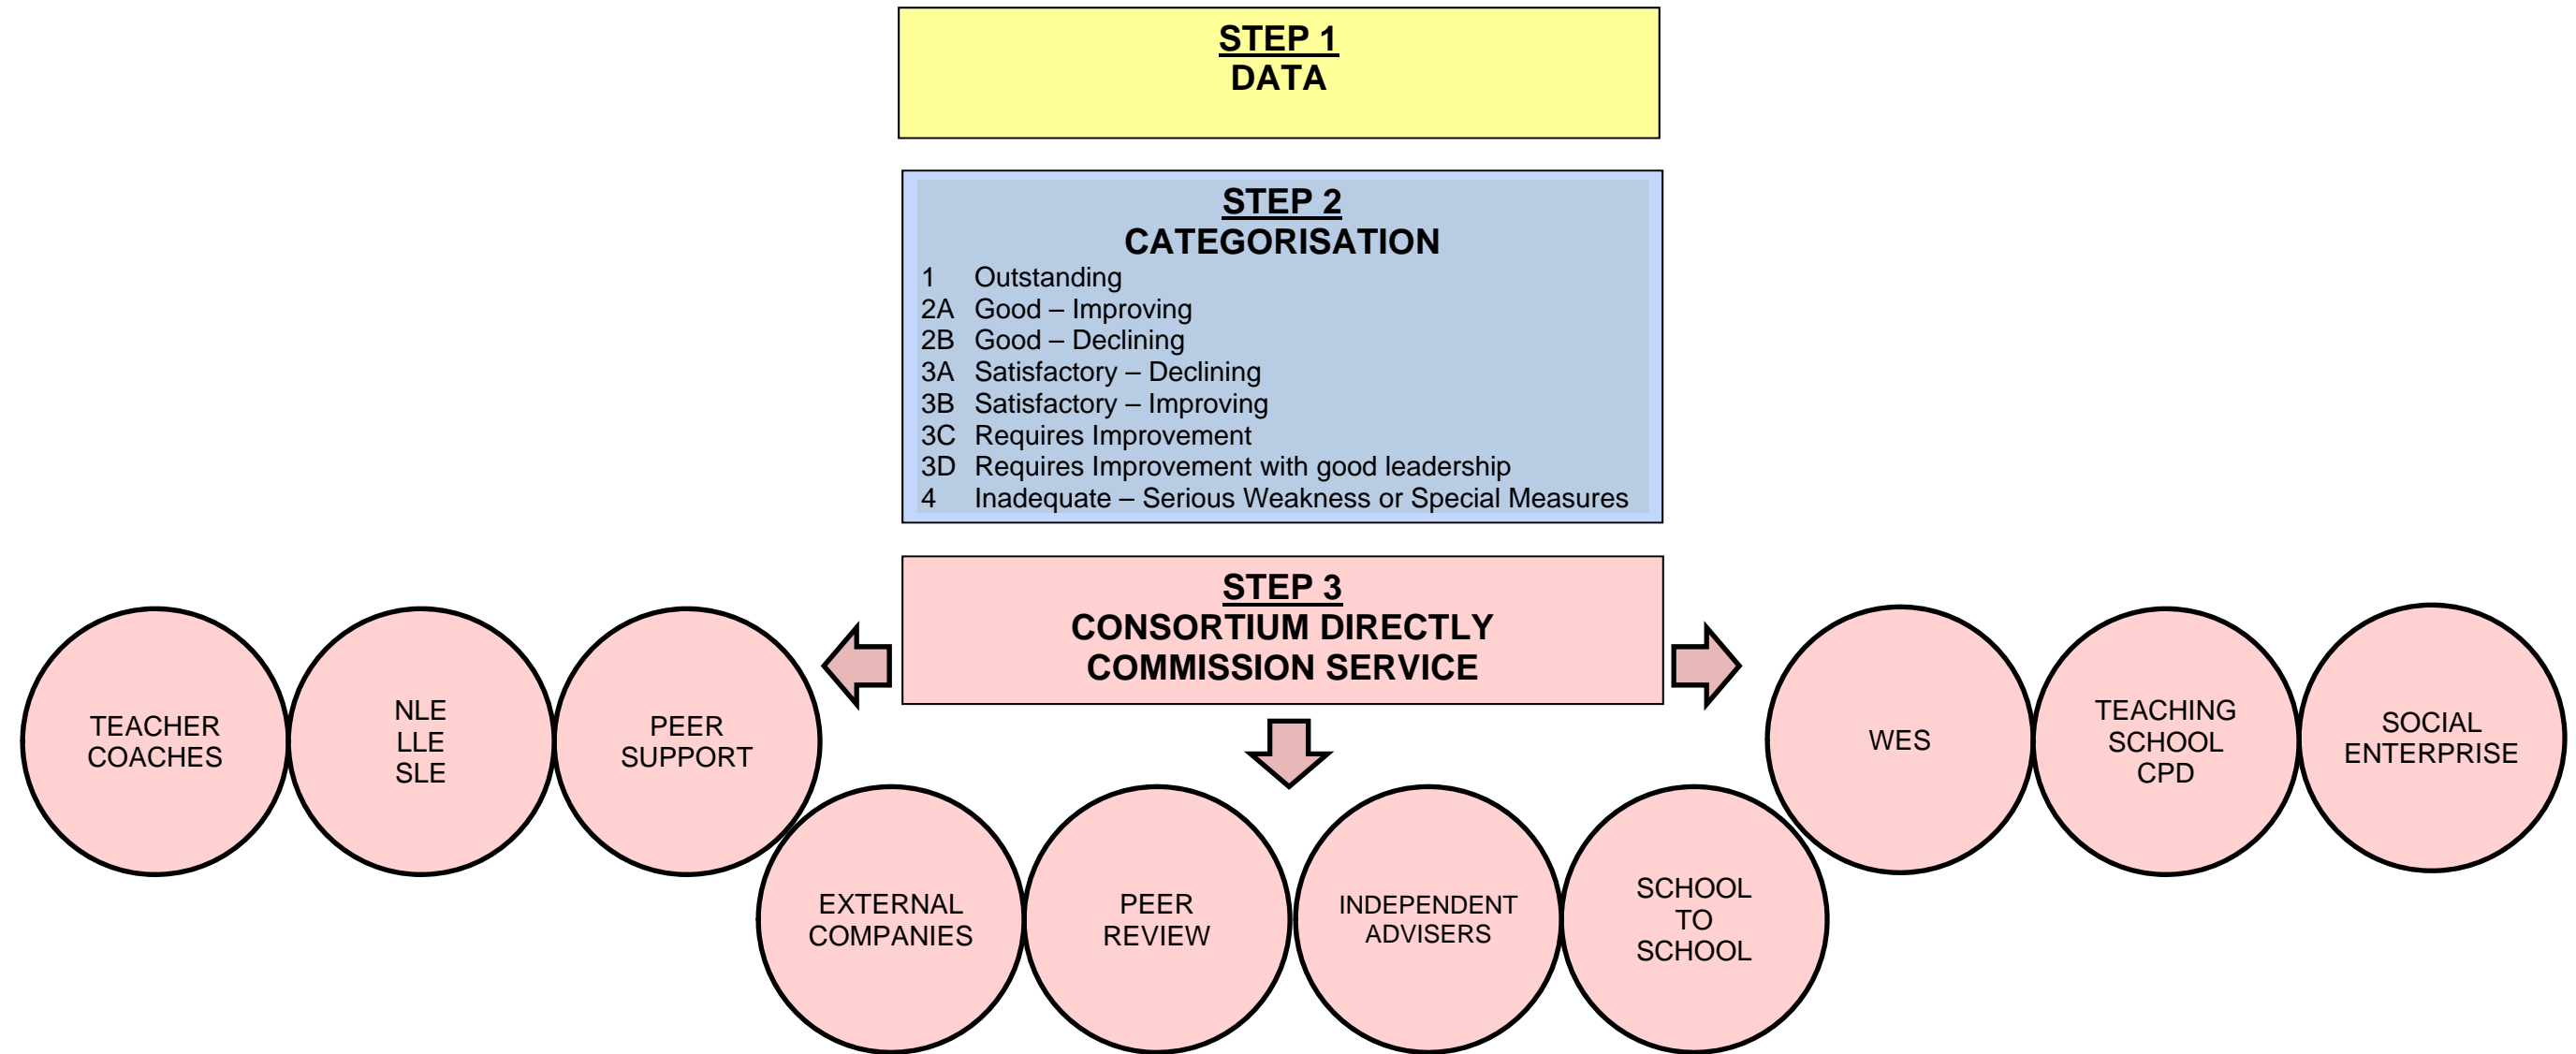 STEP 1
DATA
STEP 2
CATEGORISATION
1 Outstanding
2A Good – Improving
2B Good – Declining
3A Satisfactory – Declining
3B Satisfactory – Improving
3C Requires Improvement
3D Requires Improvement with good leadership
4 Inadequate – Serious Weakness or Special Measures
STEP 3
CONSORTIUM DIRECTLY
COMMISSION SERVICE
TEACHER
COACHES
NLE
LLE
SLE
PEER
SUPPORT
EXTERNAL
COMPANIES
PEER
REVIEW
INDEPENDENT
ADVISERS
SCHOOL
TO
SCHOOL
WES
TEACHING
SCHOOL
CPD
SOCIAL
ENTERPRISE